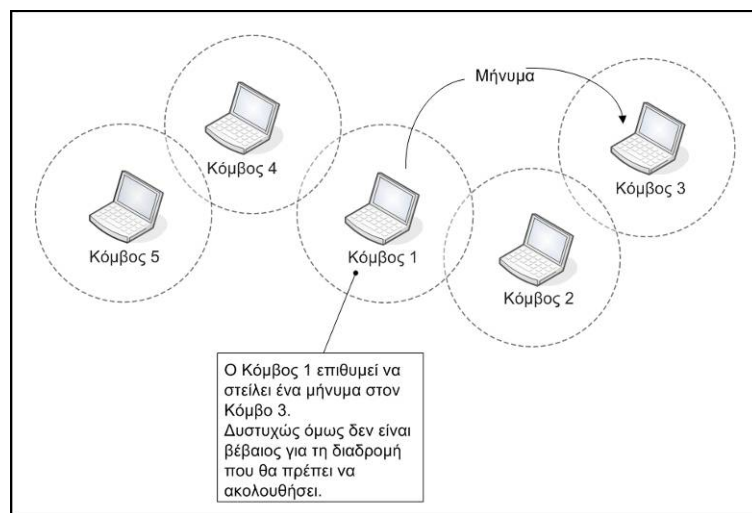 Μήνυμα
Κόμβος 4
Κόμβος 3
Κόμβος 5
Κόμβος 1
Κόμβος 2
Ο Κόμβος 1 επιθυμεί να
στείλει ένα μήνυμα στον
Κόμβο 3.
Δυστυχώς όμως δεν είναι
βέβαιος για τη διαδρομή
που θα πρέπει να
ακολουθήσει.